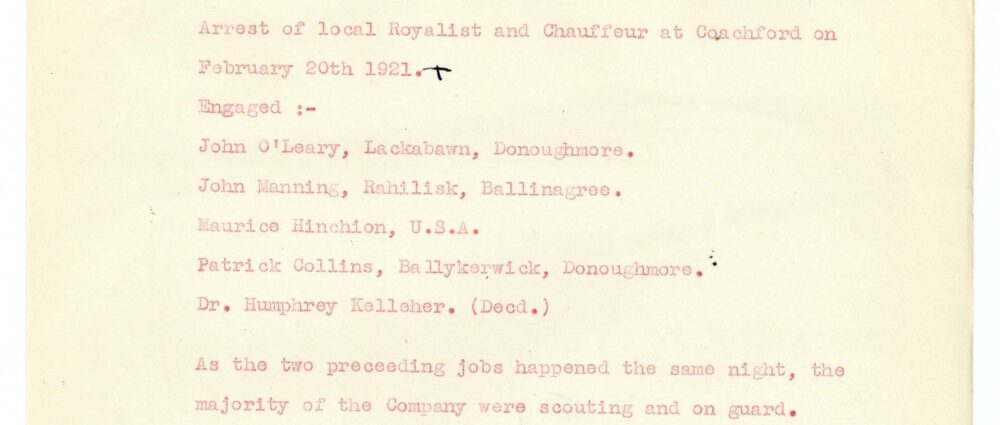 Arrest of local Royalist and Chauffeur at Coachford on
February 20th 1921.
Engaged :-
John O'Leary, Lackabawn, Donoughmore.
John Manning, Rahilisk, Ballinagree.
Maurice Hinchion, U.S.A.
Patrick Collins, Ballykerwick, Donoughmore.
Dr. Humphrey Kelleher. (Decd.)
As the two preceeding jobs happened the same night, the
majority of the Company were scouting and on guard.